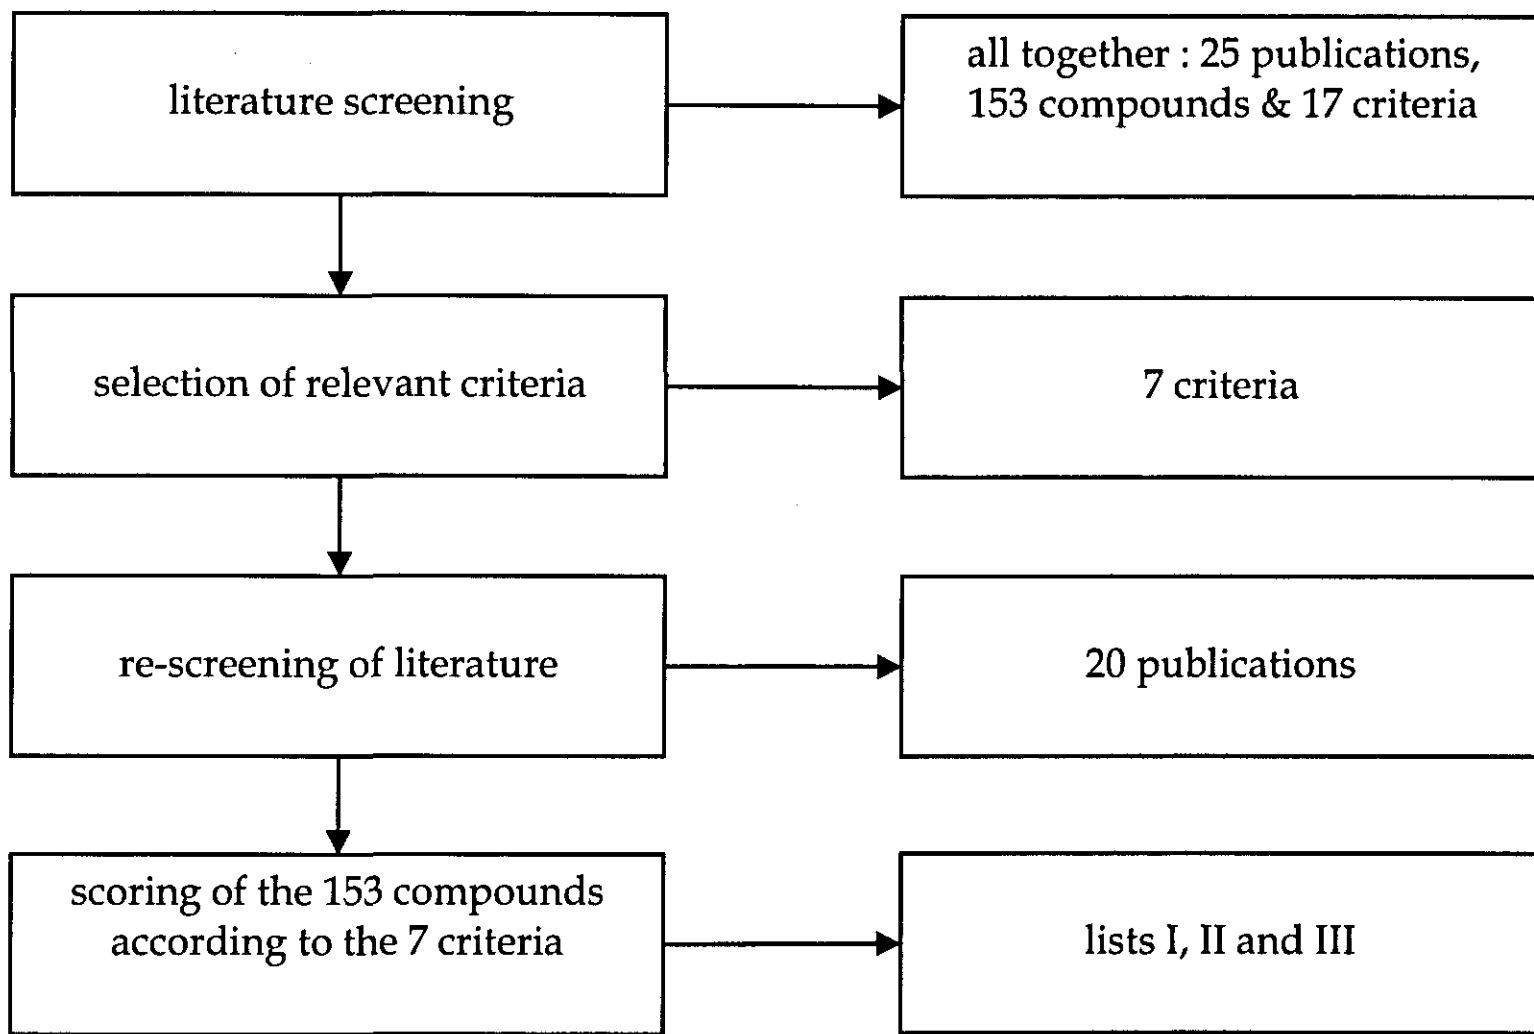 literature screening
all together : 25 publications,
153 compounds & 17 criteria
selection of relevant criteria
7 criteria
re-screening of literature
20 publications
scoring of the 153 compounds
according to the 7 criteria
lists I, II and III